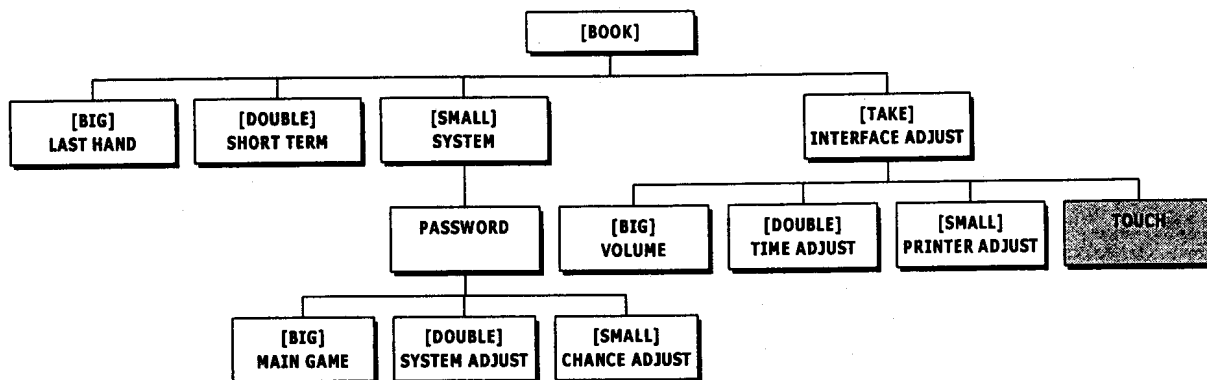 [BOOK]
[BIG]
LAST HAND
[DOUBLE]
SHORT TERM
[SMALL]
SYSTEM
[TAKE]
INTERFACE ADJUST
PASSWORD
[BIG]
VOLUME
[DOUBLE]
TIME ADJUST
[SMALL]
PRINTER ADJUST
TOUCH
[BIG]
MAIN GAME
[DOUBLE]
SYSTEM ADJUST
[SMALL]
CHANCE ADJUST